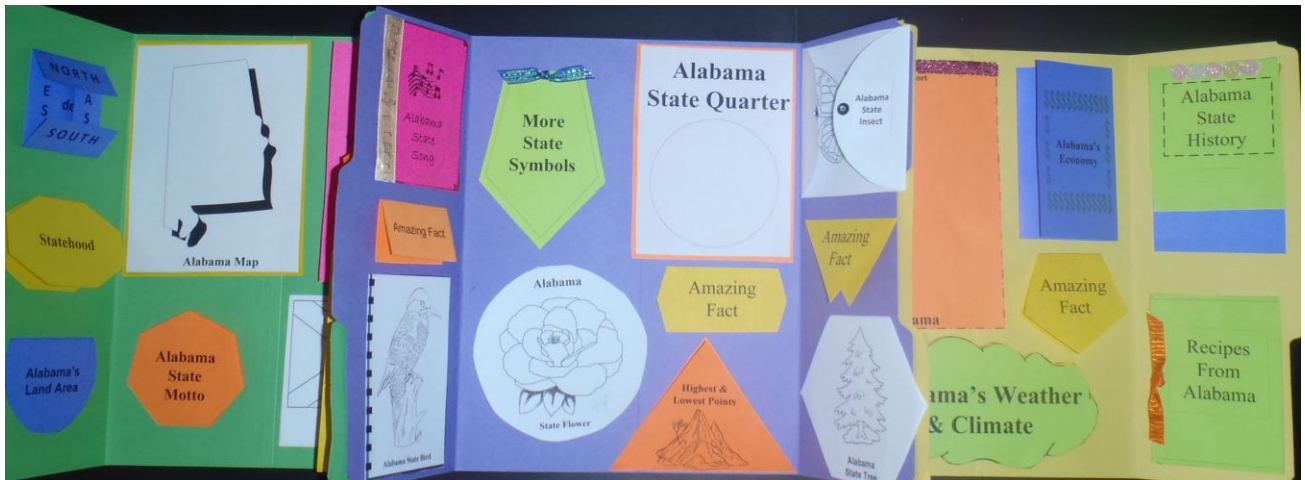 NORTH
E A
de
S S
SOUTH
Statehood
Alabama's
Land Area
Alabama Map
Alabama
State
Motto
Alabama
State
Song
Amazing Fact
Alabama State Bird
More
State
Symbols
Alabama
State Flower
Alabama
State Quarter
Amazing
Fact
Highest &
Lowest Points
Alabama
State
Insect
Amazing
Fact
Alabama
State Tree
ort
ama
ama's Weather
& Climate
Alabama's
Economy
Amazing
Fact
Alabama
State
History
Recipes
From
Alabama